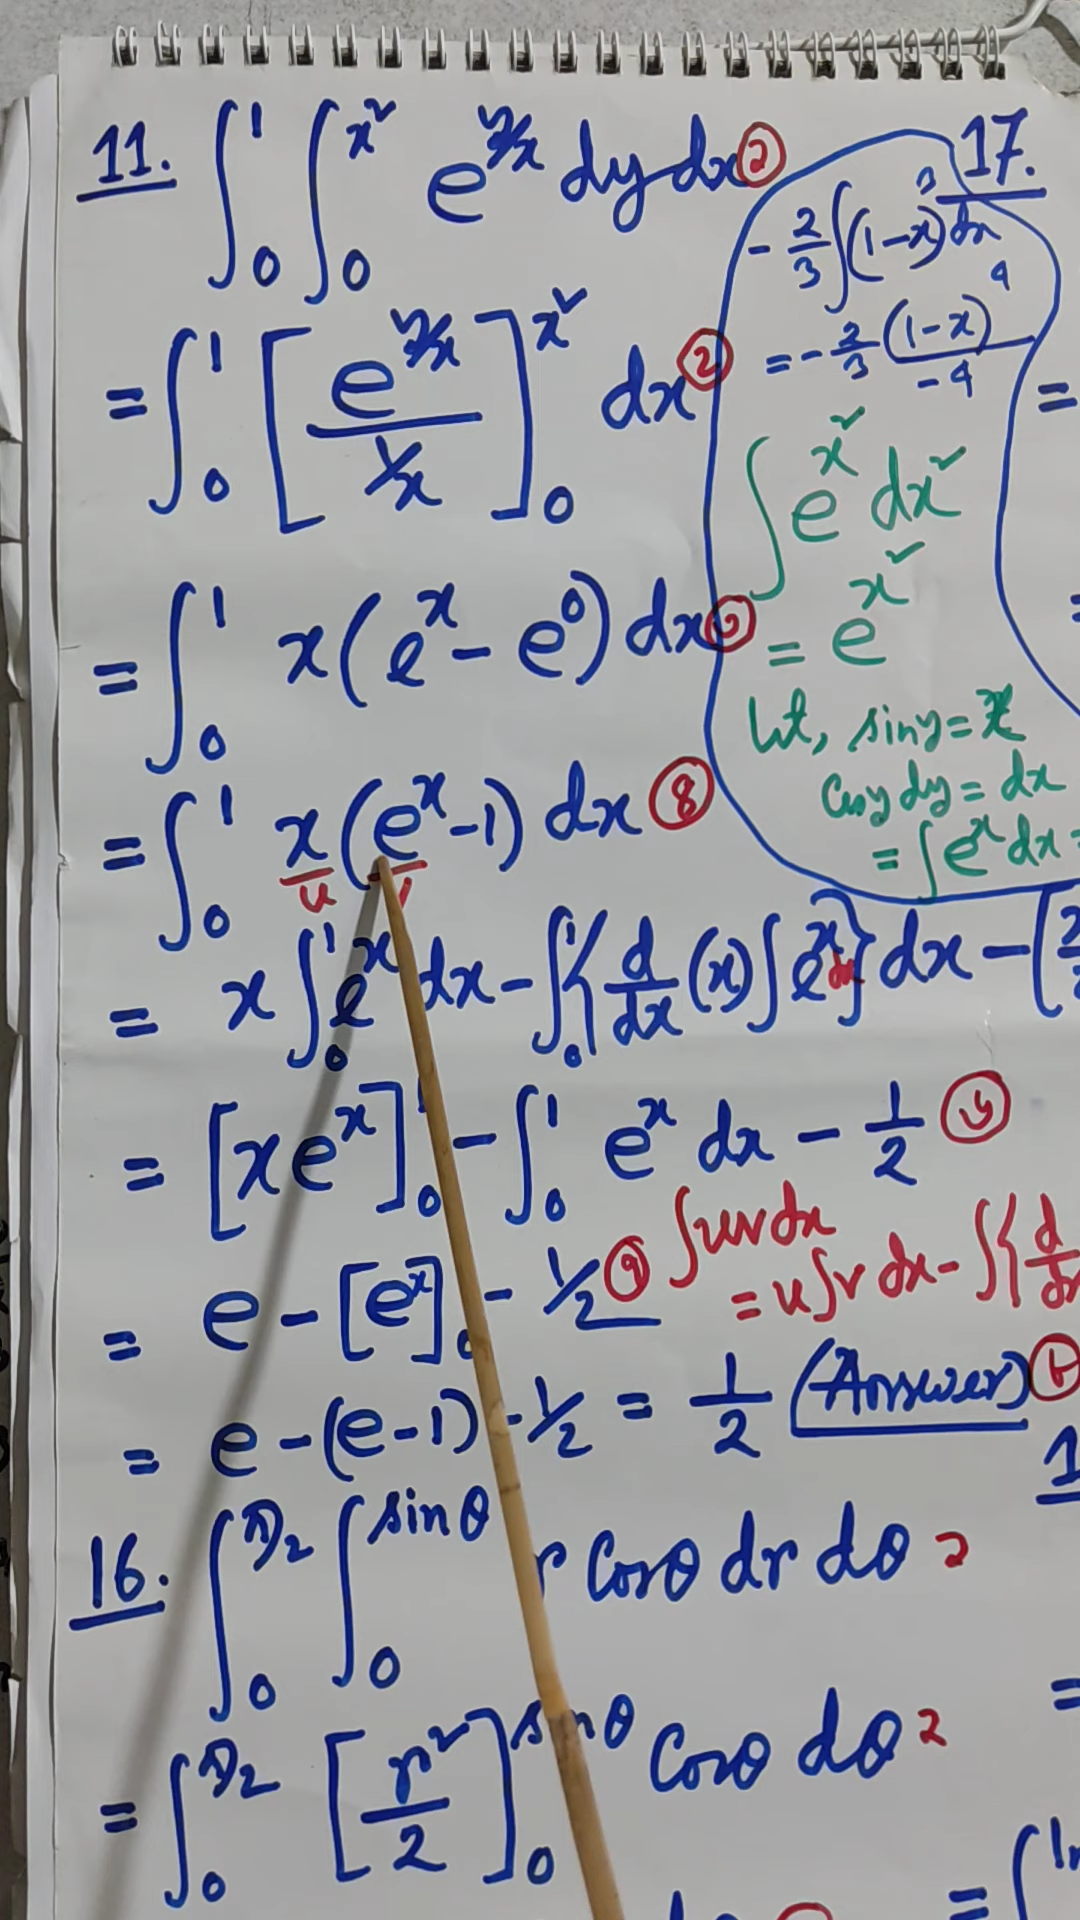 11. ∫₀¹ ∫₀^x² e^y/x dy dx ②
= ∫₀¹ [e^y/x / 1/x]₀^x² dx ②
= ∫₀¹ x(e^x - e⁰) dx
= ∫₀¹ x(e^x - 1) dx ⑧
u v
= x ∫₀¹ e^x dx - ∫₀¹ { d/dx (x) ∫ e^x dx } dx -
= [x e^x]₀¹ - ∫₀¹ e^x dx - 1/2
∫uv dx
= u∫v dx - ∫{ d/
= e - [e^x]₀ - 1/2 ⑨
= e - (e - 1) - 1/2 = 1/2 (Answer)
16. ∫₀^π/2 ∫₀^sinθ r cosθ dr dθ 2
= ∫₀^π/2 [r²/2]₀^sinθ cosθ dθ 2
17.
- 2/3 ∫(1-x)³ dx
= - 2/3 (1-x)⁴/-4
∫ e^x² dx²
= e^x²
Let, siny = x
cosy dy = dx
= ∫ e^x dx =